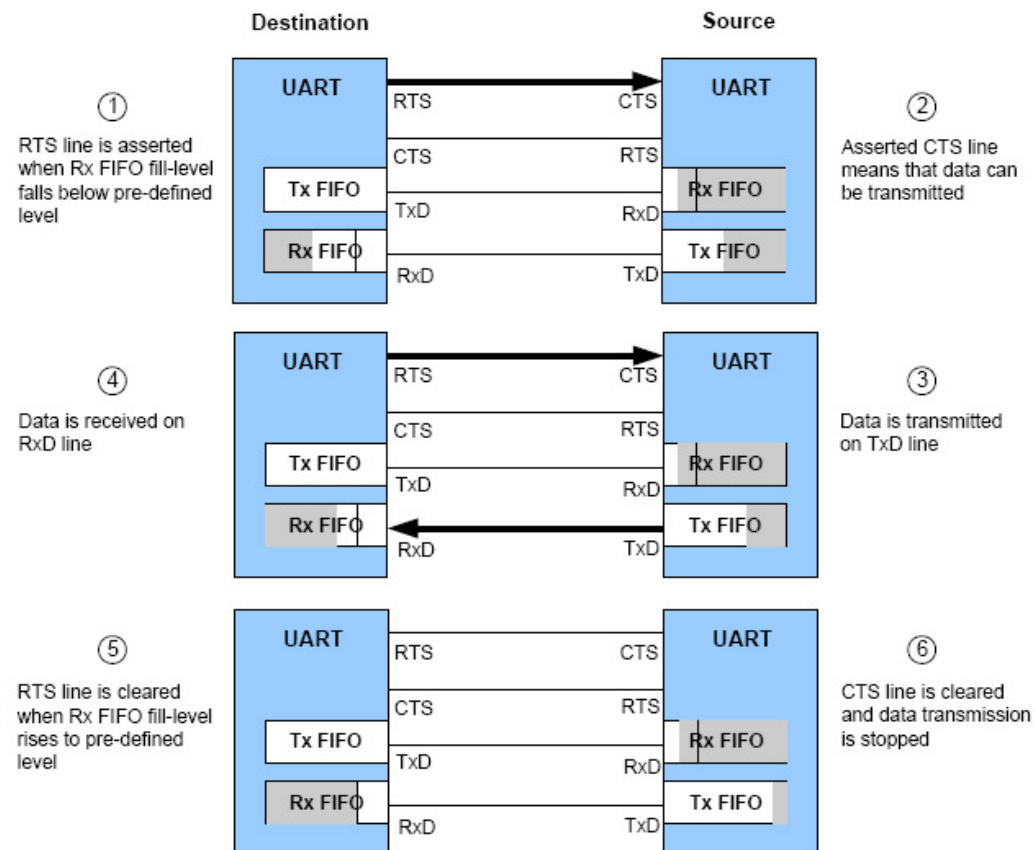 Destination
Source
UART
UART
①
RTS line is asserted
when Rx FIFO fill-level
falls below pre-defined
level
RTS
CTS
CTS
RTS
Tx FIFO
Rx FIFO
TxD
RxD
Rx FIFO
Tx FIFO
RxD
TxD
②
Asserted CTS line
means that data can
be transmitted
UART
UART
④
Data is received on
RxD line
RTS
CTS
CTS
RTS
Tx FIFO
Rx FIFO
TxD
RxD
Rx FIFO
Tx FIFO
RxD
TxD
③
Data is transmitted
on TxD line
UART
UART
⑤
RTS line is cleared
when Rx FIFO fill-level
rises to pre-defined
level
RTS
CTS
CTS
RTS
Tx FIFO
Rx FIFO
TxD
RxD
Rx FIFO
Tx FIFO
RxD
TxD
⑥
CTS line is cleared
and data transmission
is stopped